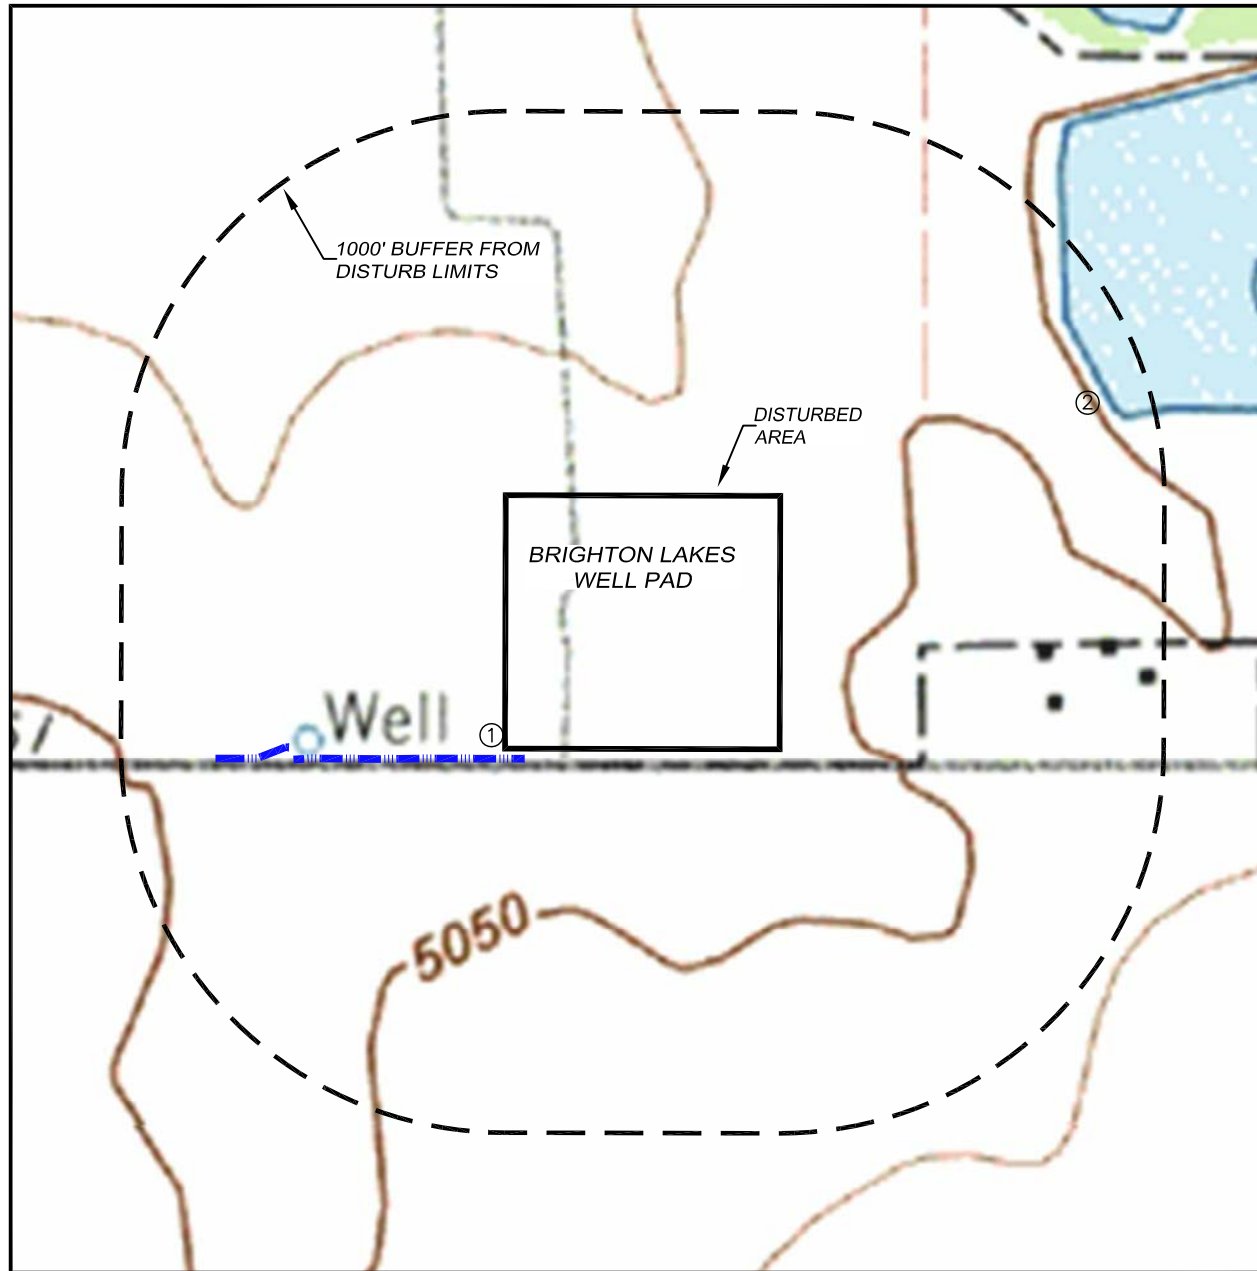 1000' BUFFER FROM
DISTURB LIMITS
②
DISTURBED
AREA
BRIGHTON LAKES
WELL PAD
Well
①
5050